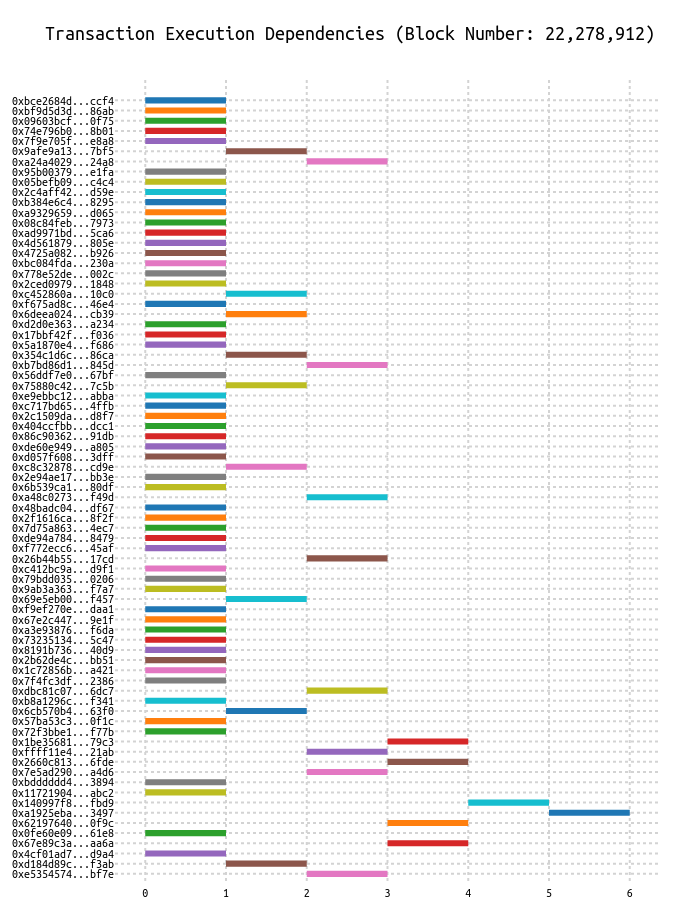 Transaction Execution Dependencies (Block Number: 22,278,912)
0xbce2684d...ccf4
0xbf9d5d3d...86ab
0x09603bcf...0f75
0x74e796b0...8b01
0x7f9e705f...e8a8
0x9afe9a13...7bf5
0xa24a4029...24a8
0x95b00379...e1fa
0x05befb09...c4c4
0x2c4aff42...d59e
0xb384e6c4...8295
0xa9329659...d065
0x08c84feb...7973
0xad9971bd...5ca6
0x4d561879...805e
0x4725a082...b926
0xbc084fda...230a
0x778e52de...002c
0x2ced0979...1848
0xc452860a...10c0
0xf675ad8c...46e4
0x6deea024...cb39
0xd2d0e363...a234
0x17bbf42f...f036
0x5a1870e4...f686
0x354c1d6c...86ca
0xb7bd86d1...845d
0x56ddf7e0...67bf
0x75880c42...7c5b
0xe9ebbc12...abba
0xc717bd65...4ffb
0x2c1509da...d8f7
0x404ccfbb...dcc1
0x86c90362...91db
0xde60e949...a805
0xd057f608...3dff
0xc8c32878...cd9e
0x2e94ae17...bb3e
0x6b539ca1...80df
0xa48c0273...f49d
0x48badc04...df67
0x2f1616ca...8f2f
0x7d75a863...4ec7
0xde94a784...8479
0xf772ecc6...45af
0x26b44b55...17cd
0xc412bc9a...d9f1
0x79bdd035...0206
0x9ab3a363...f7a7
0x69e5eb00...f457
0xf9ef270e...daa1
0x67e2c447...9e1f
0xa3e93876...f6da
0x73235134...5c47
0x8191b736...40d9
0x2b62de4c...bb51
0x1c72856b...a421
0x7f4fc3df...2386
0xdbc81c07...6dc7
0xb8a1296c...f341
0x6cb570b4...63f0
0x57ba53c3...0f1c
0x72f3bbe1...f77b
0x1be35681...79c3
0xffff11e4...21ab
0x2660c813...6fde
0x7e5ad290...a4d6
0xbdddddd4...3894
0x11721904...abc2
0x140997f8...fbd9
0xa1925eba...3497
0x62197640...0f9c
0x0fe60e09...61e8
0x67e89c3a...aa6a
0x4cf01ad7...d9a4
0xd184d89c...f3ab
0xe5354574...bf7e
0 1 2 3 4 5 6